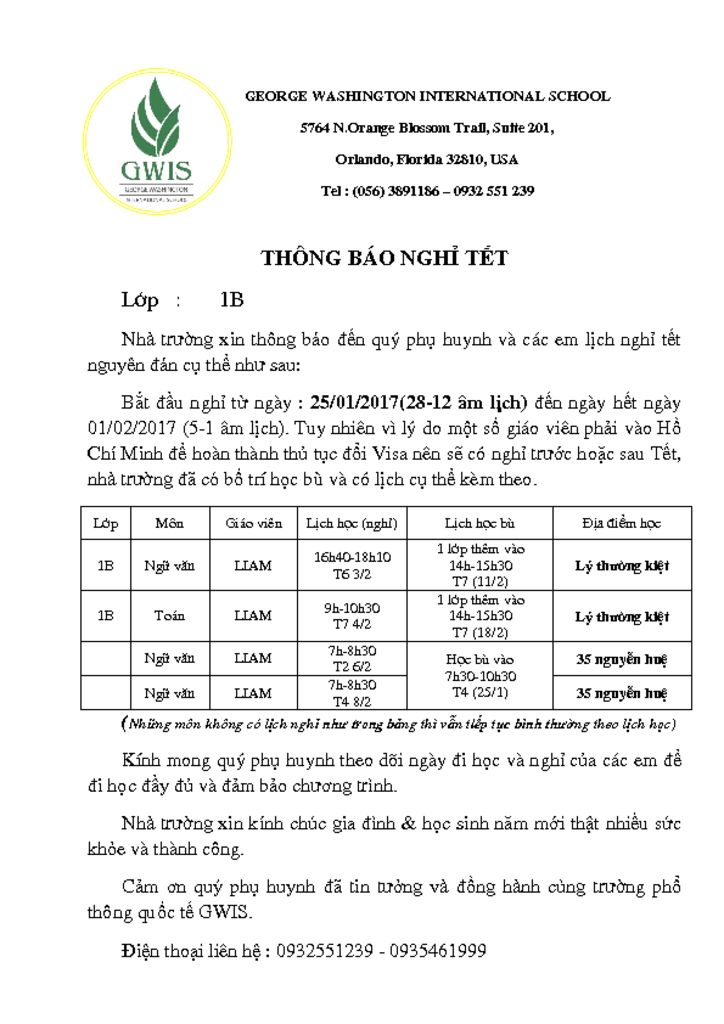 GWIS
GEORGE WASHINGTON
INTERNATIONAL SCHOOL
GEORGE WASHINGTON INTERNATIONAL SCHOOL
5764 N.Orange Blossom Trail, Suite 201,
Orlando, Florida 32810, USA
Tel : (056) 3891186 – 0932 551 239
THÔNG BÁO NGHỈ TẾT
Lớp : 1B
Nhà trường xin thông báo đến quý phụ huynh và các em lịch nghỉ tết
nguyên đán cụ thể như sau:
Bắt đầu nghỉ từ ngày : 25/01/2017(28-12 âm lịch) đến ngày hết ngày
01/02/2017 (5-1 âm lịch). Tuy nhiên vì lý do một số giáo viên phải vào Hồ
Chí Minh để hoàn thành thủ tục đổi Visa nên sẽ có nghỉ trước hoặc sau Tết,
nhà trường đã có bố trí học bù và có lịch cụ thể kèm theo.
Lớp Môn Giáo viên Lịch học (nghỉ) Lịch học bù Địa điểm học
1B Ngữ văn LIAM 16h40-18h10 T6 3/2 1 lớp thêm vào 14h-15h30 T7 (11/2) Lý thường kiệt
1B Toán LIAM 9h-10h30 T7 4/2 1 lớp thêm vào 14h-15h30 T7 (18/2) Lý thường kiệt
Ngữ văn LIAM 7h-8h30 T2 6/2 Học bù vào 7h30-10h30 T4 (25/1) 35 nguyễn huệ
Ngữ văn LIAM 7h-8h30 T4 8/2 35 nguyễn huệ
(Những môn không có lịch nghỉ như trong bảng thì vẫn tiếp tục bình thường theo lịch học)
Kính mong quý phụ huynh theo dõi ngày đi học và nghỉ của các em để
đi học đầy đủ và đảm bảo chương trình.
Nhà trường xin kính chúc gia đình & học sinh năm mới thật nhiều sức
khỏe và thành công.
Cảm ơn quý phụ huynh đã tin tưởng và đồng hành cùng trường phổ
thông quốc tế GWIS.
Điện thoại liên hệ : 0932551239 - 0935461999